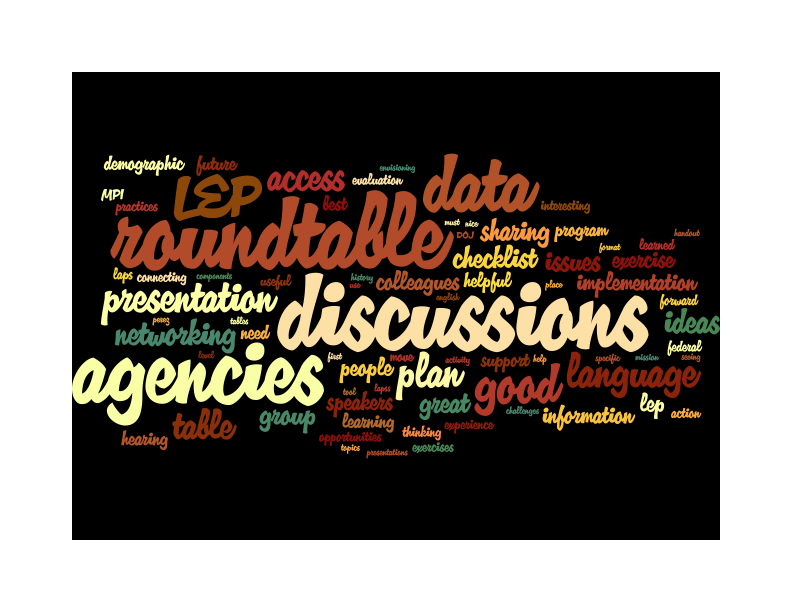 demographic
future
envisioning
LEP
access
evaluation
data
MPI
practices
best
interesting
roundtable
must
nice
DOJ
sharing
program
handout
checklist
format
learned
issues
exercise
laps
connecting
components
useful
history
use
colleagues
helpful
place
implementation
presentation
english
discussions
forward
perez
tables
networking
need
ideas
level
first
move
activity
support
help
specific
mission
federal
seeing
agencies
people
plan
good
language
tool
lapss
speakers
great
challenges
lep
action
information
table
group
learning
experience
hearing
opportunities
thinking
topics
presentations
exercises